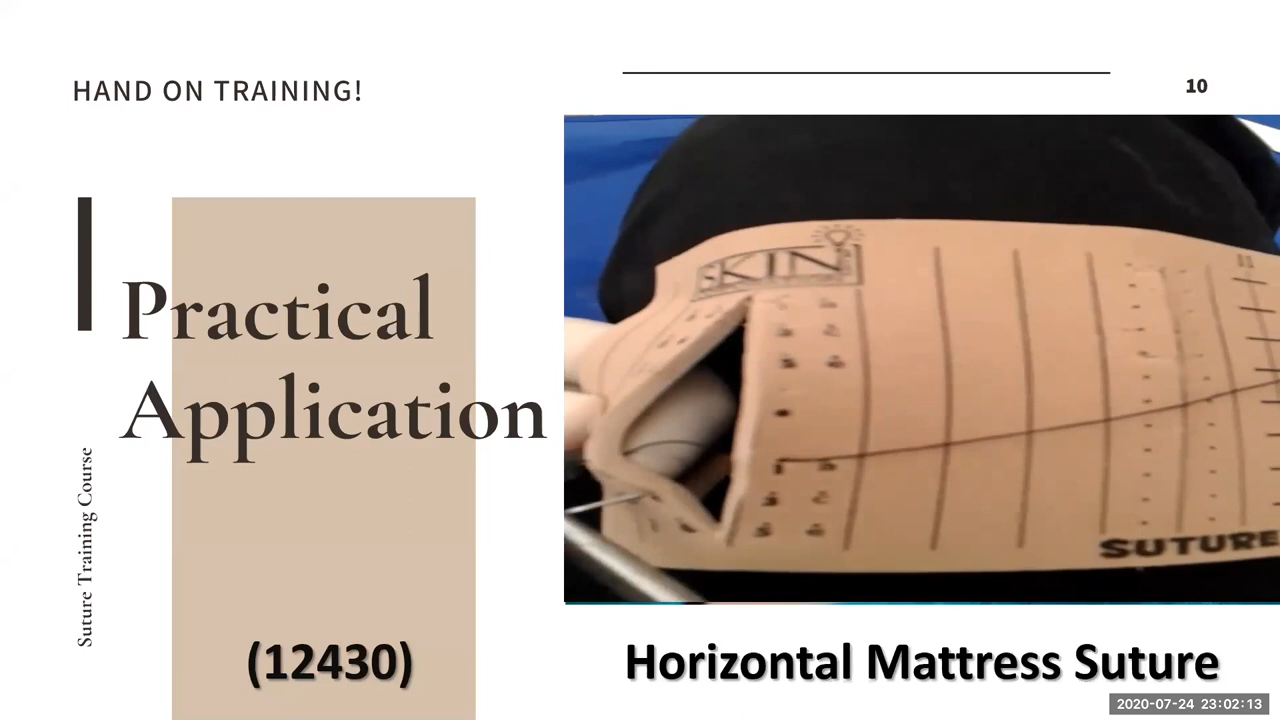 HAND ON TRAINING!
10
Practical
Application
Suture Training Course
SKIN
SUTURE
(12430)
Horizontal Mattress Suture
2020-07-24 23:02:13